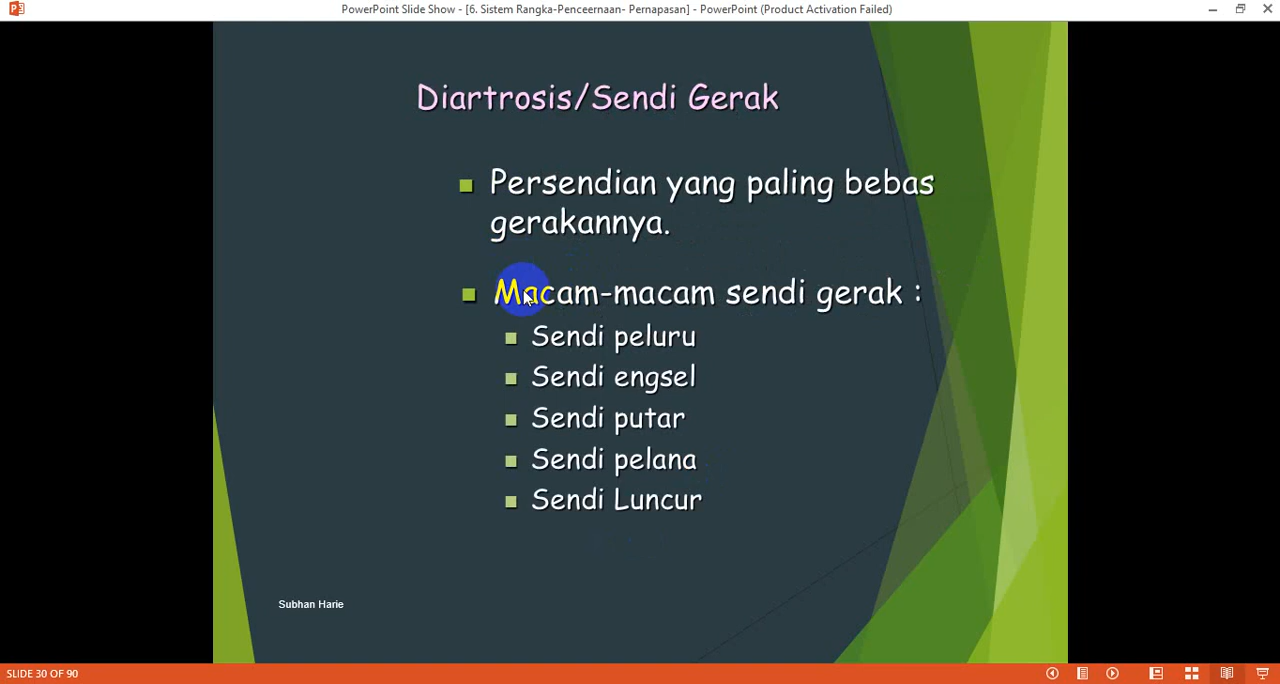 PowerPoint Slide Show - [6. Sistem Rangka-Penceernaan- Pernapasan] - PowerPoint (Product Activation Failed)
Diartrosis/Sendi Gerak
Persendian yang paling bebas
gerakannya.
Macam-macam sendi gerak :
Sendi peluru
Sendi engsel
Sendi putar
Sendi pelana
Sendi Luncur
Subhan Harie
SLIDE 30 OF 90